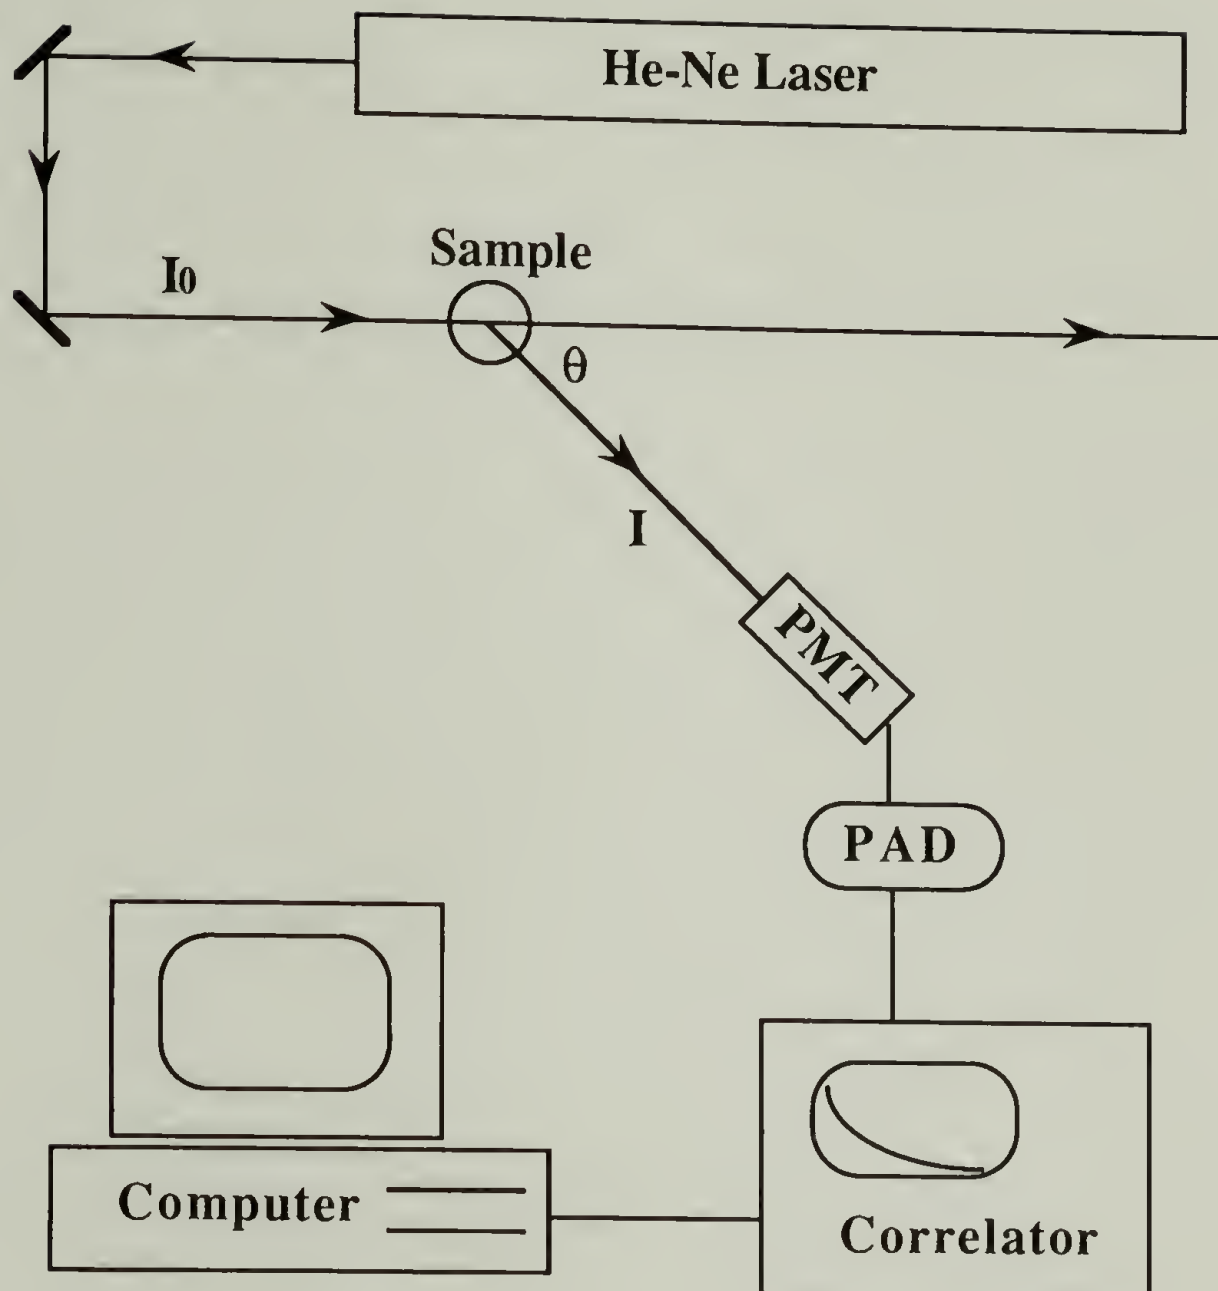 He-Ne Laser
Sample
I0
θ
I
PMT
PAD
Computer
Correlator